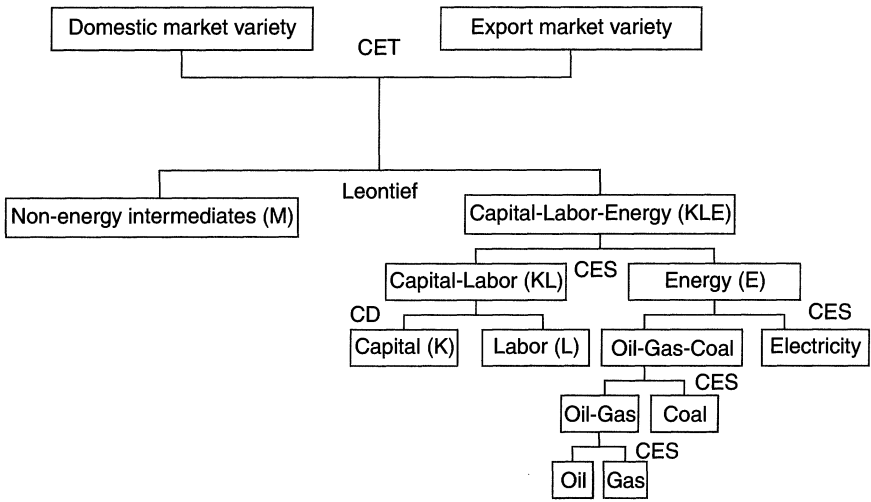 Domestic market variety
Export market variety
CET
Leontief
Non-energy intermediates (M)
Capital-Labor-Energy (KLE)
CES
Capital-Labor (KL)
Energy (E)
CD
CES
Capital (K)
Labor (L)
Oil-Gas-Coal
Electricity
CES
Oil-Gas
Coal
CES
Oil
Gas